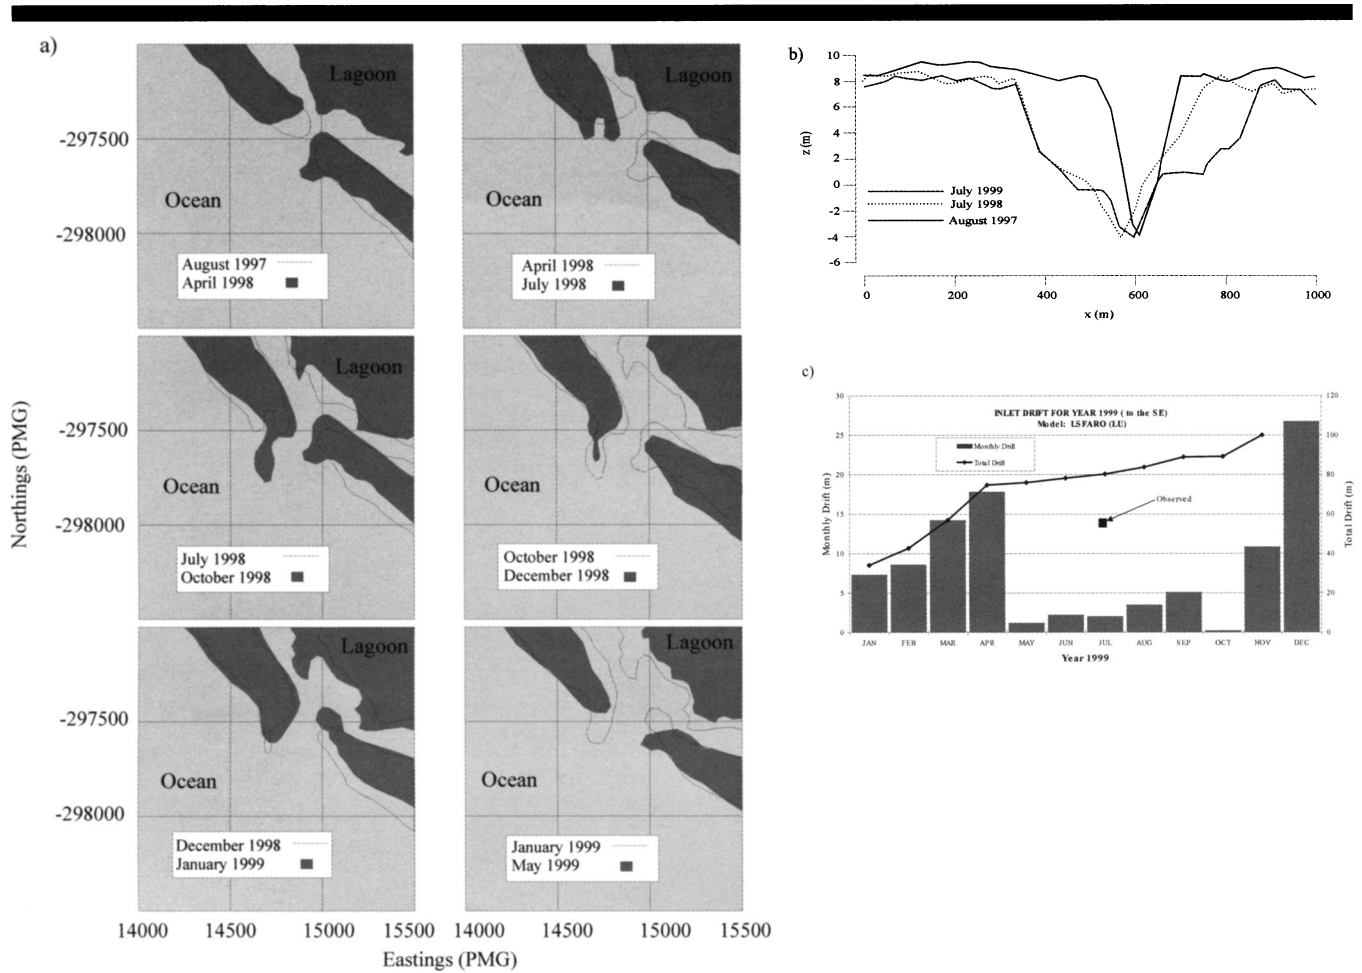 a)
Lagoon
-297500
Ocean
-298000
August 1997
April 1998
April 1998
July 1998
Lagoon
-297500
Ocean
-298000
July 1998
October 1998
Ocean
October 1998
December 1998
Lagoon
-297500
Ocean
-298000
December 1998
January 1999
Lagoon
Ocean
January 1999
May 1999
14000 14500 15000 15500 14000 14500 15000 15500
Eastings (PMG)
Northings (PMG)
b)
10
8
6
4
2
0
-2
-4
-6
z (m)
July 1999
July 1998
August 1997
0 200 400 600 800 1000
x (m)
c)
INLET DRIFT FOR YEAR 1999 ( to the SE)
Model: LSFARO (LU)
Monthly Drift
Total Drift
Observed
30
25
20
15
10
5
0
Monthly Drift (m)
120
100
80
60
40
20
0
Total Drift (m)
JAN FEB MAR APR MAY JUN JUL AUG SEP OCT NOV DEC
Year 1999